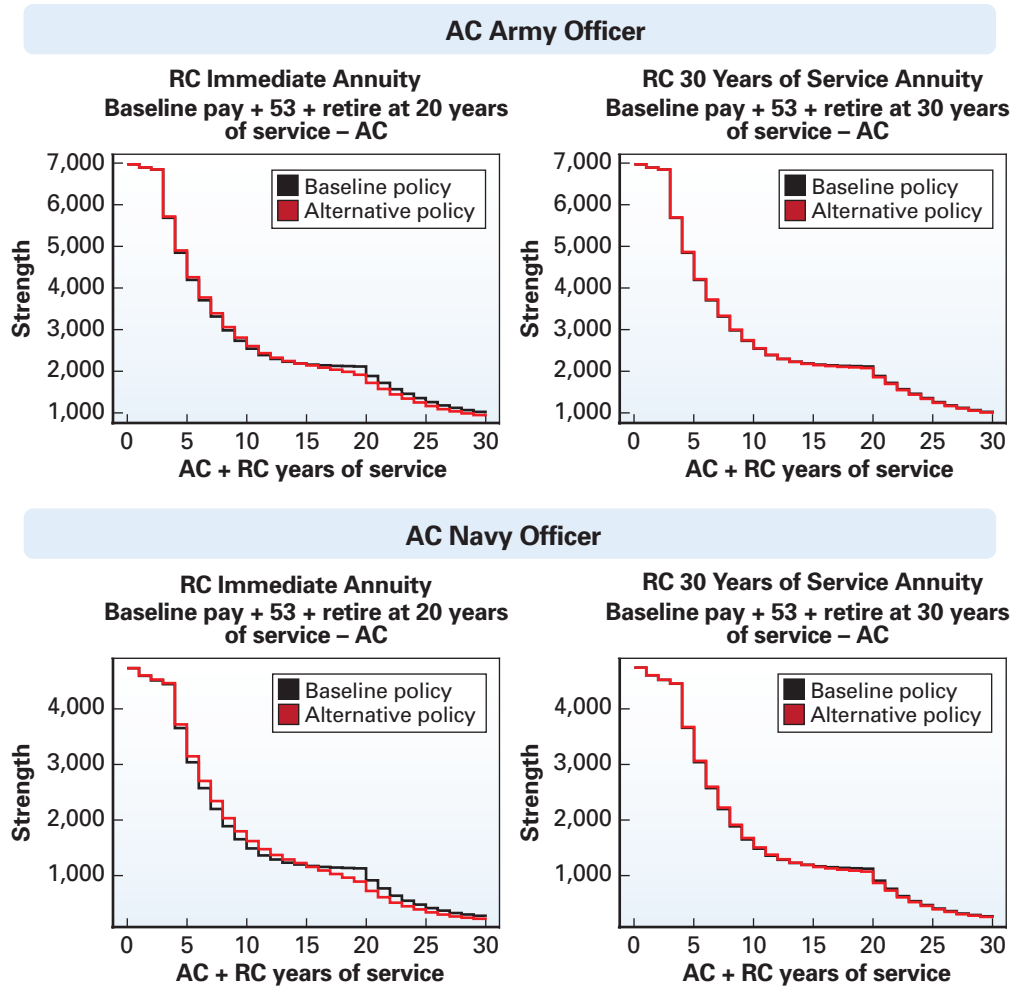 AC Army Officer
RC Immediate Annuity
Baseline pay + 53 + retire at 20 years
of service – AC
7,000
6,000
5,000
4,000
3,000
2,000
1,000
Strength
Baseline policy
Alternative policy
0 5 10 15 20 25 30
AC + RC years of service
RC 30 Years of Service Annuity
Baseline pay + 53 + retire at 30 years
of service – AC
7,000
6,000
5,000
4,000
3,000
2,000
1,000
Strength
Baseline policy
Alternative policy
0 5 10 15 20 25 30
AC + RC years of service
AC Navy Officer
RC Immediate Annuity
Baseline pay + 53 + retire at 20 years
of service – AC
4,000
3,000
2,000
1,000
Strength
Baseline policy
Alternative policy
0 5 10 15 20 25 30
AC + RC years of service
RC 30 Years of Service Annuity
Baseline pay + 53 + retire at 30 years
of service – AC
4,000
3,000
2,000
1,000
Strength
Baseline policy
Alternative policy
0 5 10 15 20 25 30
AC + RC years of service